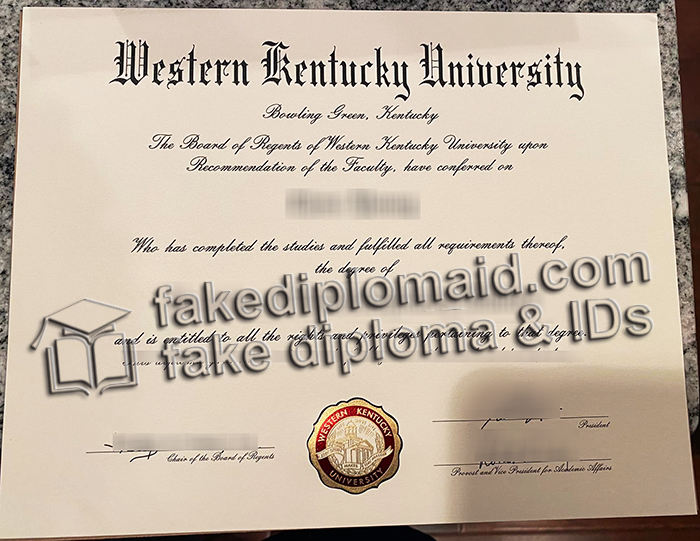 Western Kentucky University
Bowling Green, Kentucky
The Board of Regents of Western Kentucky University upon
Recommendation of the Faculty, have conferred on
Who has completed the studies and fulfilled all requirements thereof,
the degree of
fakediplomaid.com
and is entitled to all the rights and privileges pertaining to that degree.
fake diploma & IDs
WESTERN KENTUCKY
UNIVERSITY
President
Chair of the Board of Regents
Provost and Vice President for Academic Affairs